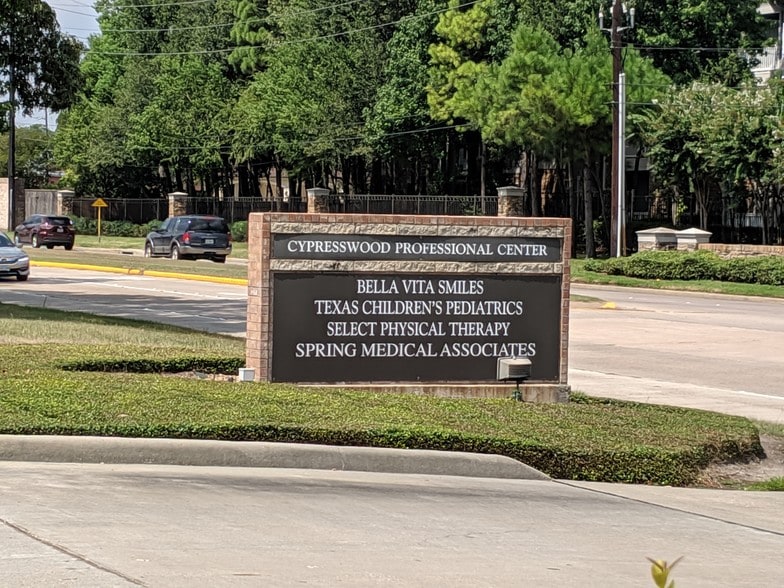 CYPRESSWOOD PROFESSIONAL CENTER
BELLA VITA SMILES
TEXAS CHILDREN'S PEDIATRICS
SELECT PHYSICAL THERAPY
SPRING MEDICAL ASSOCIATES